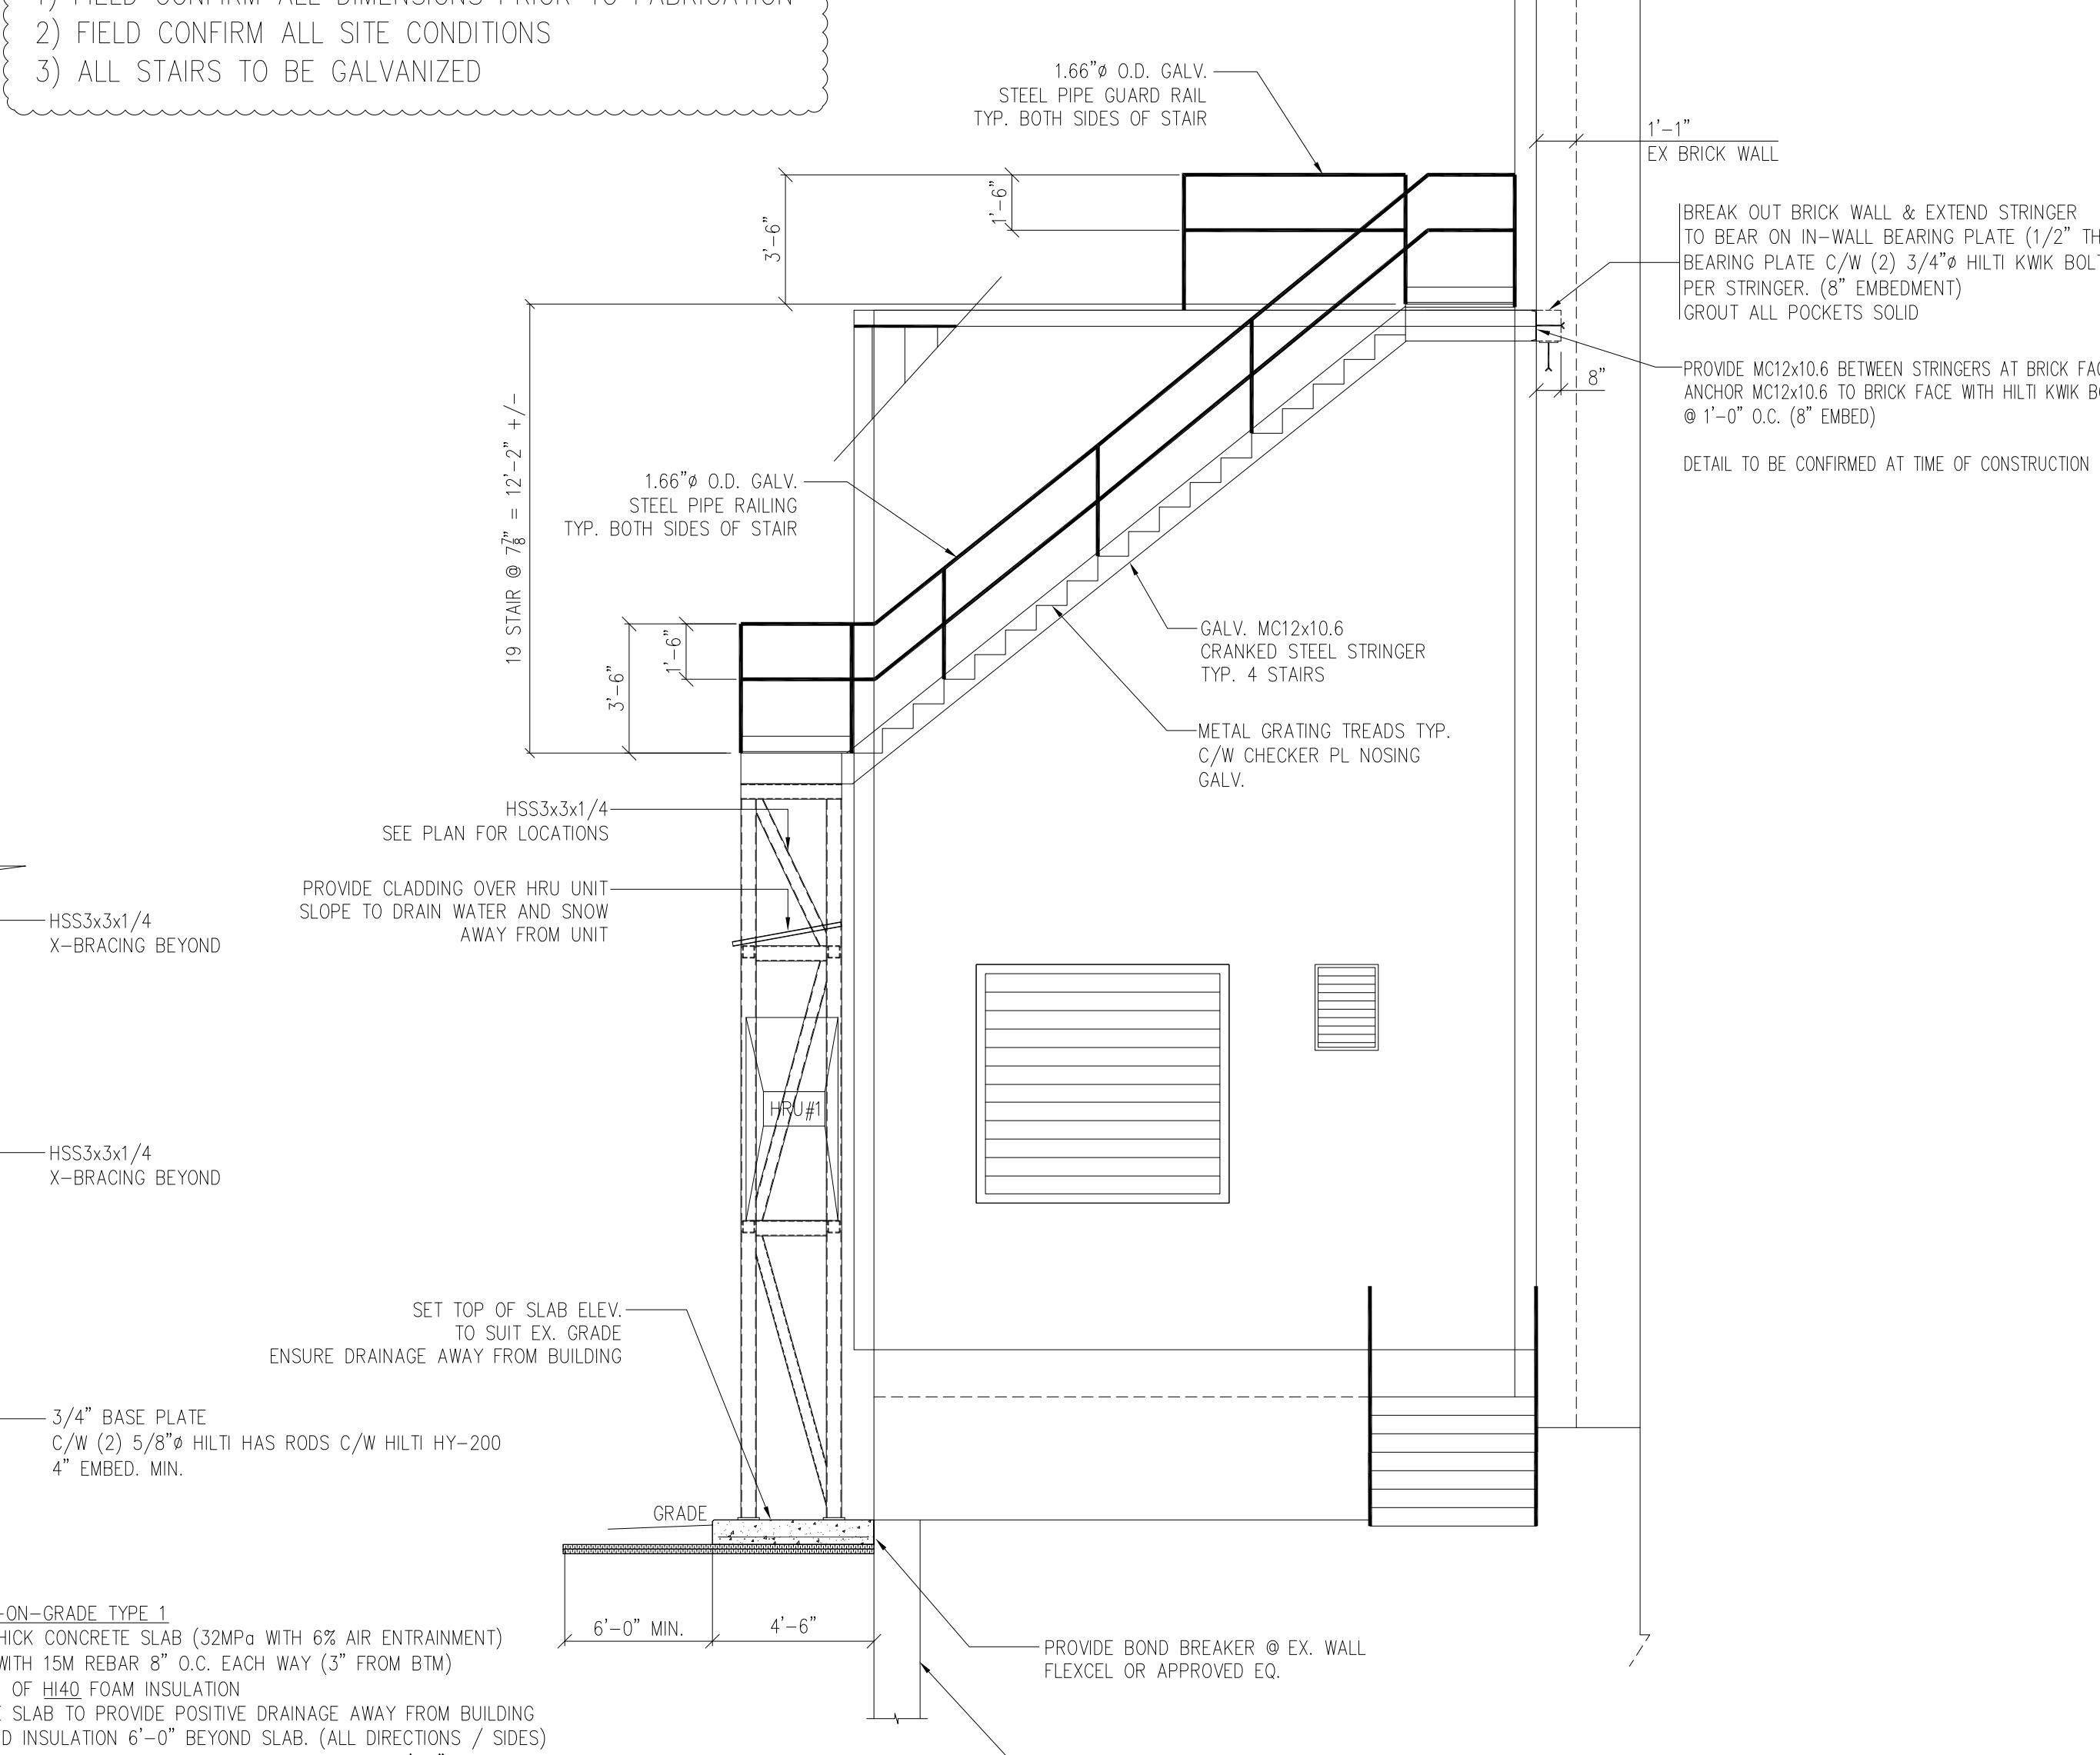 1) FIELD CONFIRM ALL DIMENSIONS PRIOR TO FABRICATION
2) FIELD CONFIRM ALL SITE CONDITIONS
3) ALL STAIRS TO BE GALVANIZED
1.66"ø O.D. GALV.
STEEL PIPE GUARD RAIL
TYP. BOTH SIDES OF STAIR
1'-1"
EX BRICK WALL
BREAK OUT BRICK WALL & EXTEND STRINGER
TO BEAR ON IN-WALL BEARING PLATE (1/2" TH
BEARING PLATE C/W (2) 3/4"ø HILTI KWIK BOLT
PER STRINGER. (8" EMBEDMENT)
GROUT ALL POCKETS SOLID
PROVIDE MC12x10.6 BETWEEN STRINGERS AT BRICK FAC
ANCHOR MC12x10.6 TO BRICK FACE WITH HILTI KWIK BO
@ 1'-0" O.C. (8" EMBED)
DETAIL TO BE CONFIRMED AT TIME OF CONSTRUCTION
8"
1'-6"
3'-6"
19 STAIR @ 7 7/8" = 12'-2" +/-
1.66"ø O.D. GALV.
STEEL PIPE RAILING
TYP. BOTH SIDES OF STAIR
1'-6"
3'-6"
GALV. MC12x10.6
CRANKED STEEL STRINGER
TYP. 4 STAIRS
METAL GRATING TREADS TYP.
C/W CHECKER PL NOSING
GALV.
HSS3x3x1/4
SEE PLAN FOR LOCATIONS
PROVIDE CLADDING OVER HRU UNIT
SLOPE TO DRAIN WATER AND SNOW
AWAY FROM UNIT
HSS3x3x1/4
X-BRACING BEYOND
HRU#1
HSS3x3x1/4
X-BRACING BEYOND
SET TOP OF SLAB ELEV.
TO SUIT EX. GRADE
ENSURE DRAINAGE AWAY FROM BUILDING
3/4" BASE PLATE
C/W (2) 5/8"ø HILTI HAS RODS C/W HILTI HY-200
4" EMBED. MIN.
GRADE
6'-0" MIN.
4'-6"
PROVIDE BOND BREAKER @ EX. WALL
FLEXCEL OR APPROVED EQ.
-ON-GRADE TYPE 1
HICK CONCRETE SLAB (32MPa WITH 6% AIR ENTRAINMENT)
WITH 15M REBAR 8" O.C. EACH WAY (3" FROM BTM)
OF HI40 FOAM INSULATION
E SLAB TO PROVIDE POSITIVE DRAINAGE AWAY FROM BUILDING
D INSULATION 6'-0" BEYOND SLAB. (ALL DIRECTIONS / SIDES)